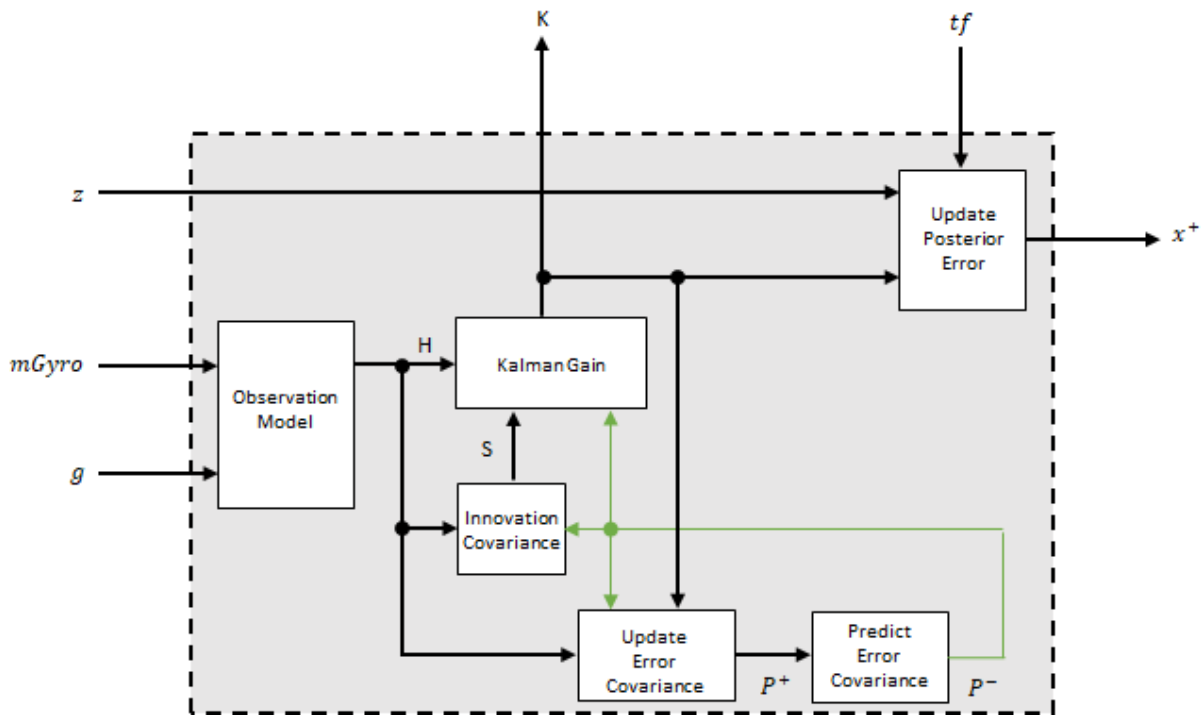 K
tf
z
Update
Posterior
Error
x⁺
mGyro
H
Kalman Gain
Observation
Model
S
g
Innovation
Covariance
Update
Error
Covariance
P⁺
Predict
Error
Covariance
P⁻